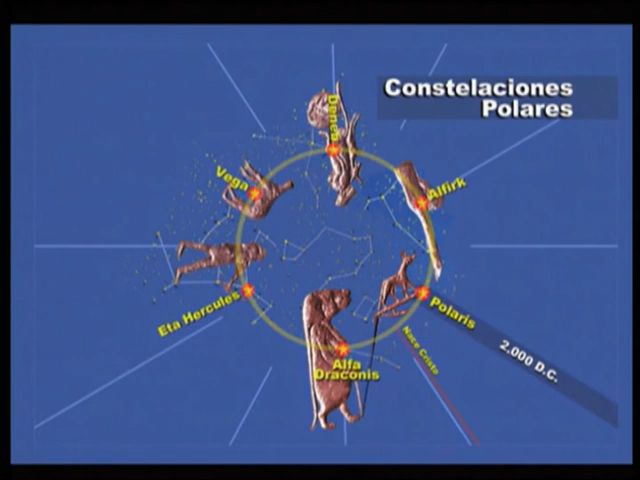 Constelaciones
Polares
Deneb
Vega
Alfirk
Eta Hercules
Polaris
Alfa
Draconis
Nace Cristo
2,000 D.C.